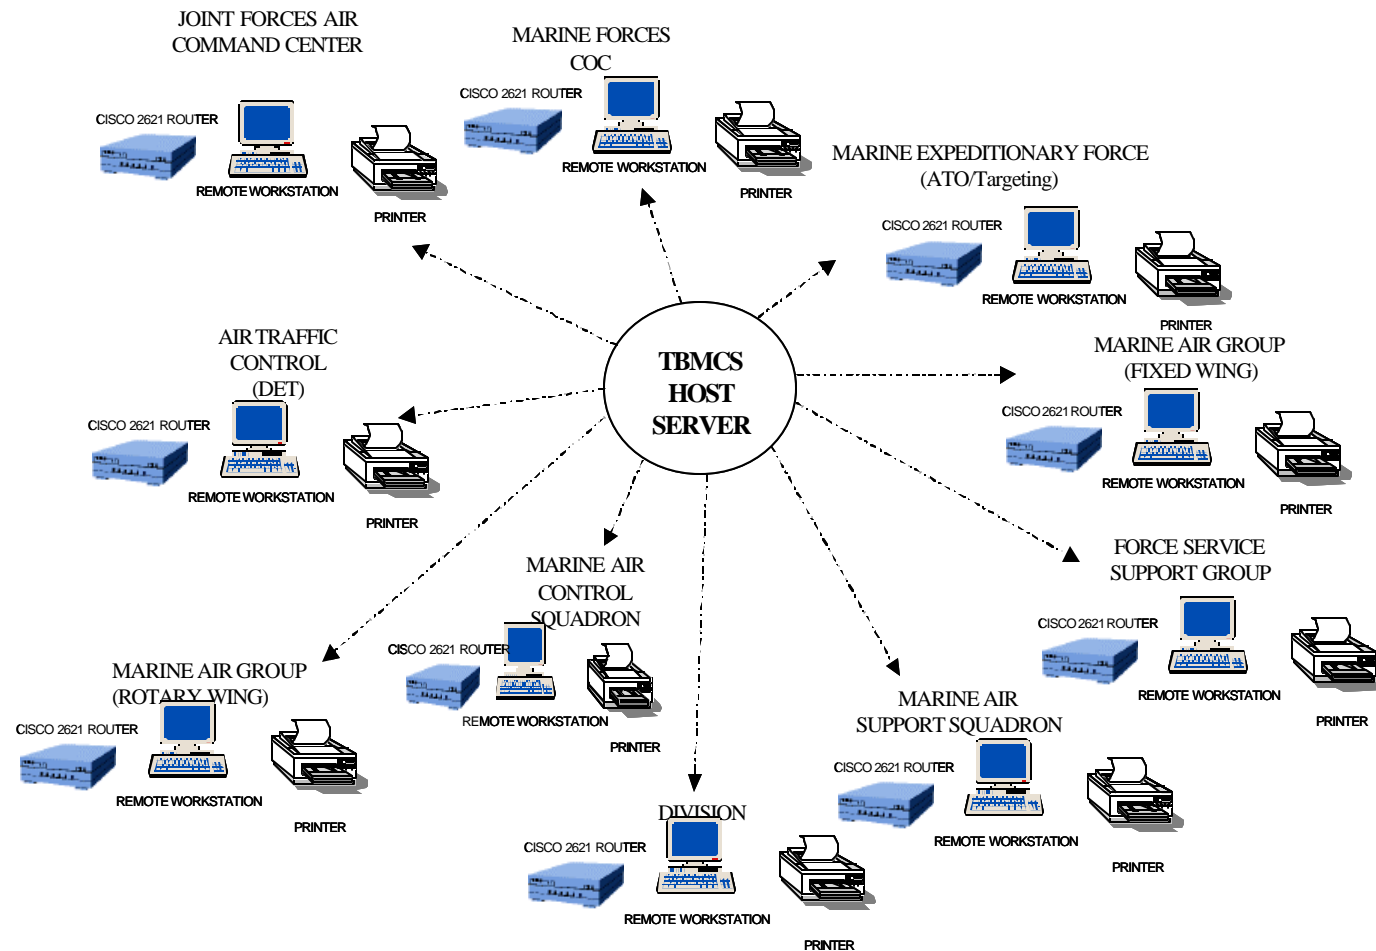 JOINT FORCES AIR
COMMAND CENTER
CISCO 2621 ROUTER
REMOTE WORKSTATION
PRINTER
MARINE FORCES
COC
CISCO 2621 ROUTER
REMOTE WORKSTATION
PRINTER
MARINE EXPEDITIONARY FORCE
(ATO/Targeting)
CISCO 2621 ROUTER
REMOTE WORKSTATION
PRINTER
AIR TRAFFIC
CONTROL
(DET)
CISCO 2621 ROUTER
REMOTE WORKSTATION
PRINTER
TBMCS
HOST
SERVER
MARINE AIR GROUP
(FIXED WING)
CISCO 2621 ROUTER
REMOTE WORKSTATION
PRINTER
FORCE SERVICE
SUPPORT GROUP
CISCO 2621 ROUTER
REMOTE WORKSTATION
PRINTER
MARINE AIR
CONTROL
SQUADRON
CISCO 2621 ROUTER
REMOTE WORKSTATION
PRINTER
MARINE AIR GROUP
(ROTARY WING)
CISCO 2621 ROUTER
REMOTE WORKSTATION
PRINTER
MARINE AIR
SUPPORT SQUADRON
CISCO 2621 ROUTER
REMOTE WORKSTATION
PRINTER
DIVISION
CISCO 2621 ROUTER
REMOTE WORKSTATION
PRINTER